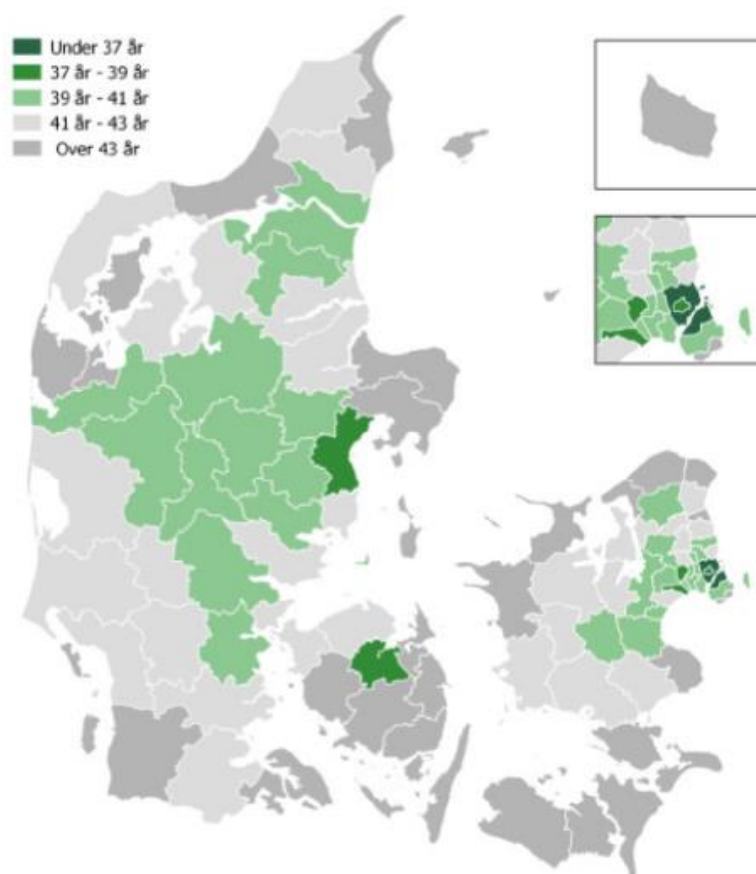 Under 37 år
37 år - 39 år
39 år - 41 år
41 år - 43 år
Over 43 år